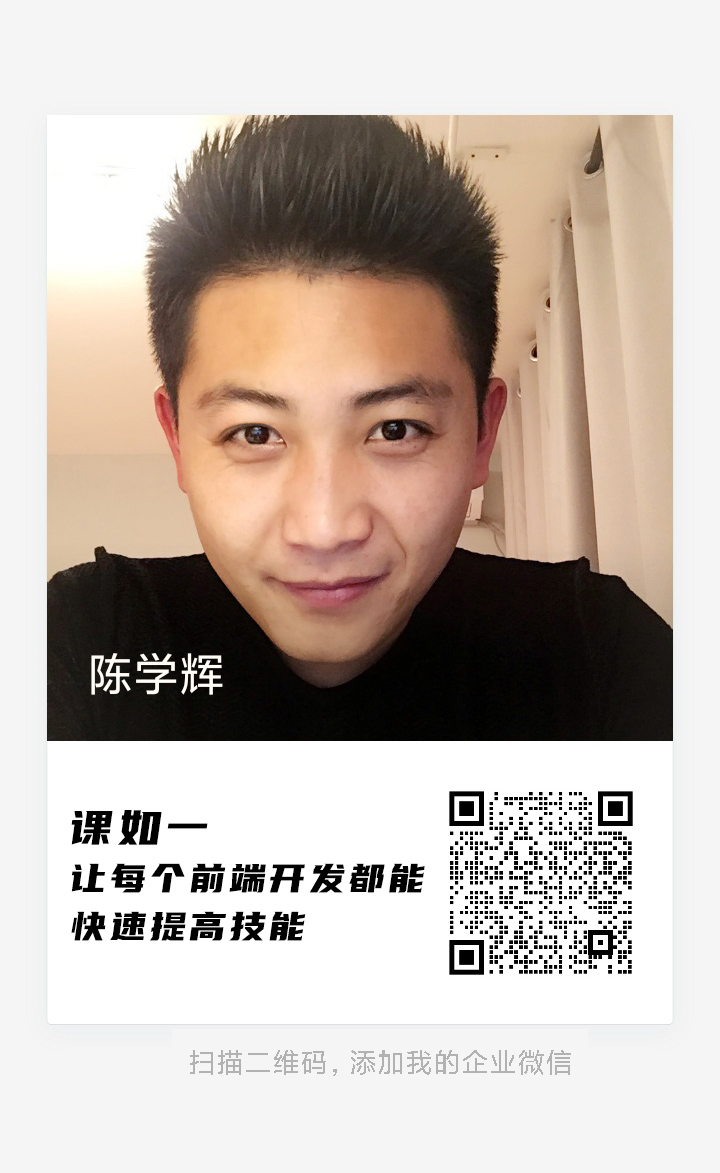 陈学辉
课如一
让每个前端开发都能
快速提高技能
扫描二维码，添加我的企业微信